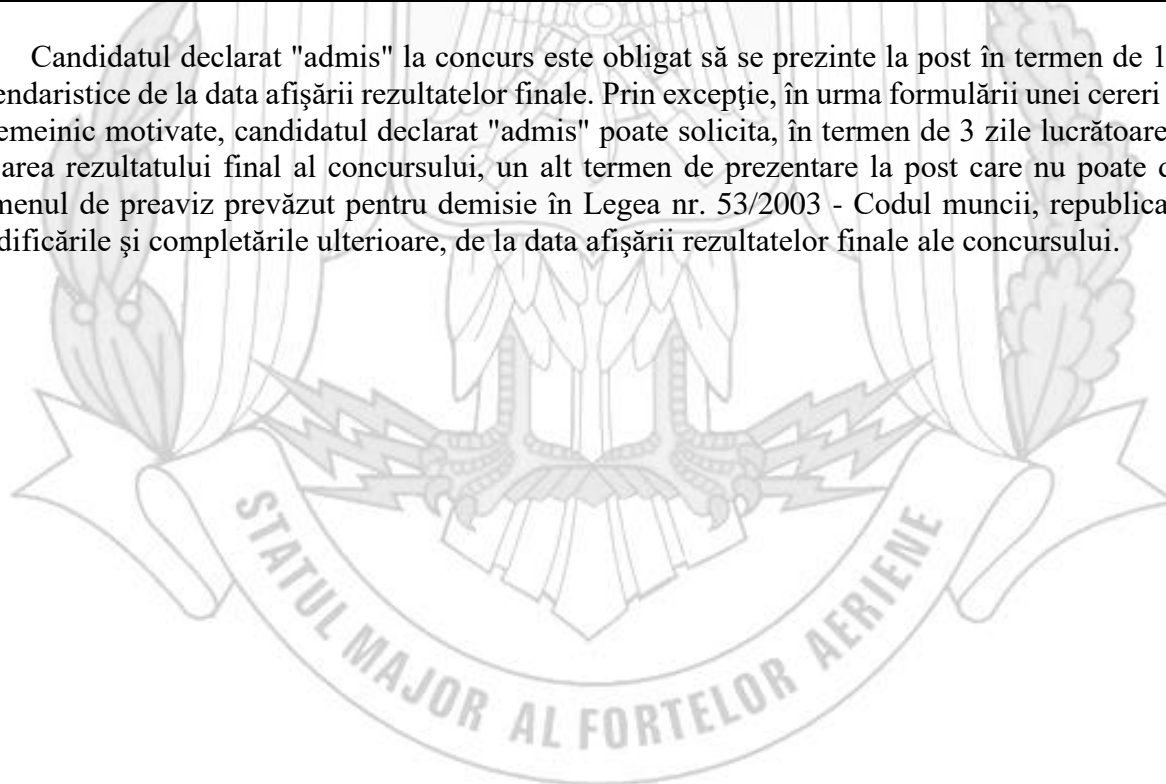 Candidatul declarat "admis" la concurs este obligat să se prezinte la post în termen de 1
endaristice de la data afişării rezultatelor finale. Prin excepţie, în urma formulării unei cereri
emeinic motivate, candidatul declarat "admis" poate solicita, în termen de 3 zile lucrătoare
area rezultatului final al concursului, un alt termen de prezentare la post care nu poate
menul de preaviz prevăzut pentru demisie în Legea nr. 53/2003 - Codul muncii, republica
dificările şi completările ulterioare, de la data afişării rezultatelor finale ale concursului.
STATUL MAJOR AL FORTELOR AERIENE